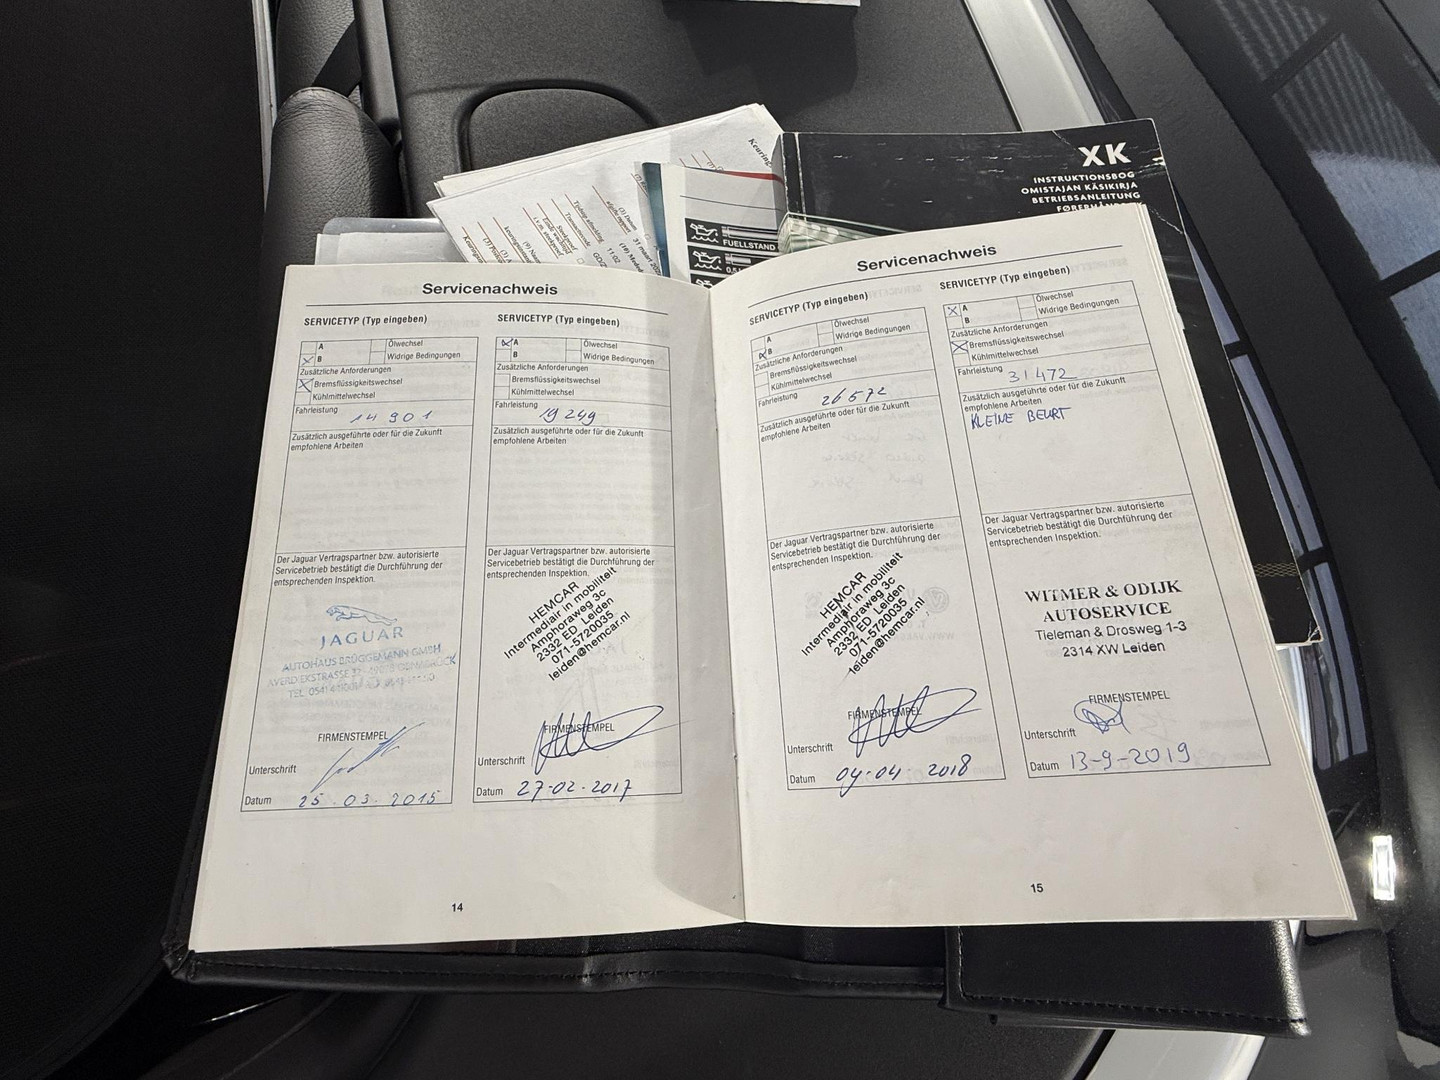 XK
INSTRUKTIONSBOG
OMISTAJAN KÄSIKIRJA
BETRIEBSANLEITUNG
Keuring
31 maart
FUELLSTAND
Servicenachweis
SERVICETYP (Typ eingeben)
A
Ölwechsel
X B
Widrige Bedingungen
Zusätzliche Anforderungen
X Bremsflüssigkeitswechsel
Kühlmittelwechsel
Fahrleistung
14 901
Zusätzlich ausgeführte oder für die Zukunft
empfohlene Arbeiten
Der Jaguar Vertragspartner bzw. autorisierte
Servicebetrieb bestätigt die Durchführung der
entsprechenden Inspektion.
JAGUAR
AUTOHAUS BRÜGGEMANN GMBH
FIRMENSTEMPEL
Unterschrift
Datum 25.03.2015
SERVICETYP (Typ eingeben)
X A
Ölwechsel
B
Widrige Bedingungen
Zusätzliche Anforderungen
Bremsflüssigkeitswechsel
Kühlmittelwechsel
Fahrleistung
19 249
Zusätzlich ausgeführte oder für die Zukunft
empfohlene Arbeiten
Der Jaguar Vertragspartner bzw. autorisierte
Servicebetrieb bestätigt die Durchführung der
entsprechenden Inspektion.
HEMCAR
Intermediair in mobiliteit
Amphoraweg 3c
2332 ED Leiden
071-5720035
leiden@hemcar.nl
FIRMENSTEMPEL
Unterschrift
Datum 27-02-2017
14
Servicenachweis
SERVICETYP (Typ eingeben)
A
Ölwechsel
X B
Widrige Bedingungen
Zusätzliche Anforderungen
Bremsflüssigkeitswechsel
Kühlmittelwechsel
Fahrleistung
26 572
Zusätzlich ausgeführte oder für die Zukunft
empfohlene Arbeiten
Der Jaguar Vertragspartner bzw. autorisierte
Servicebetrieb bestätigt die Durchführung der
entsprechenden Inspektion.
HEMCAR
Intermediair in mobiliteit
Amphoraweg 3c
2332 ED Leiden
071-5720035
leiden@hemcar.nl
FIRMENSTEMPEL
Unterschrift
Datum 04-04-2018
SERVICETYP (Typ eingeben)
X A
Ölwechsel
B
Widrige Bedingungen
Zusätzliche Anforderungen
X Bremsflüssigkeitswechsel
Kühlmittelwechsel
Fahrleistung
31472
Zusätzlich ausgeführte oder für die Zukunft
empfohlene Arbeiten
KLEINE BEURT
Der Jaguar Vertragspartner bzw. autorisierte
Servicebetrieb bestätigt die Durchführung der
entsprechenden Inspektion.
WITMER & ODIJK
AUTOSERVICE
Tieleman & Drosweg 1-3
2314 XW Leiden
FIRMENSTEMPEL
Unterschrift
Datum 13-9-2019
15